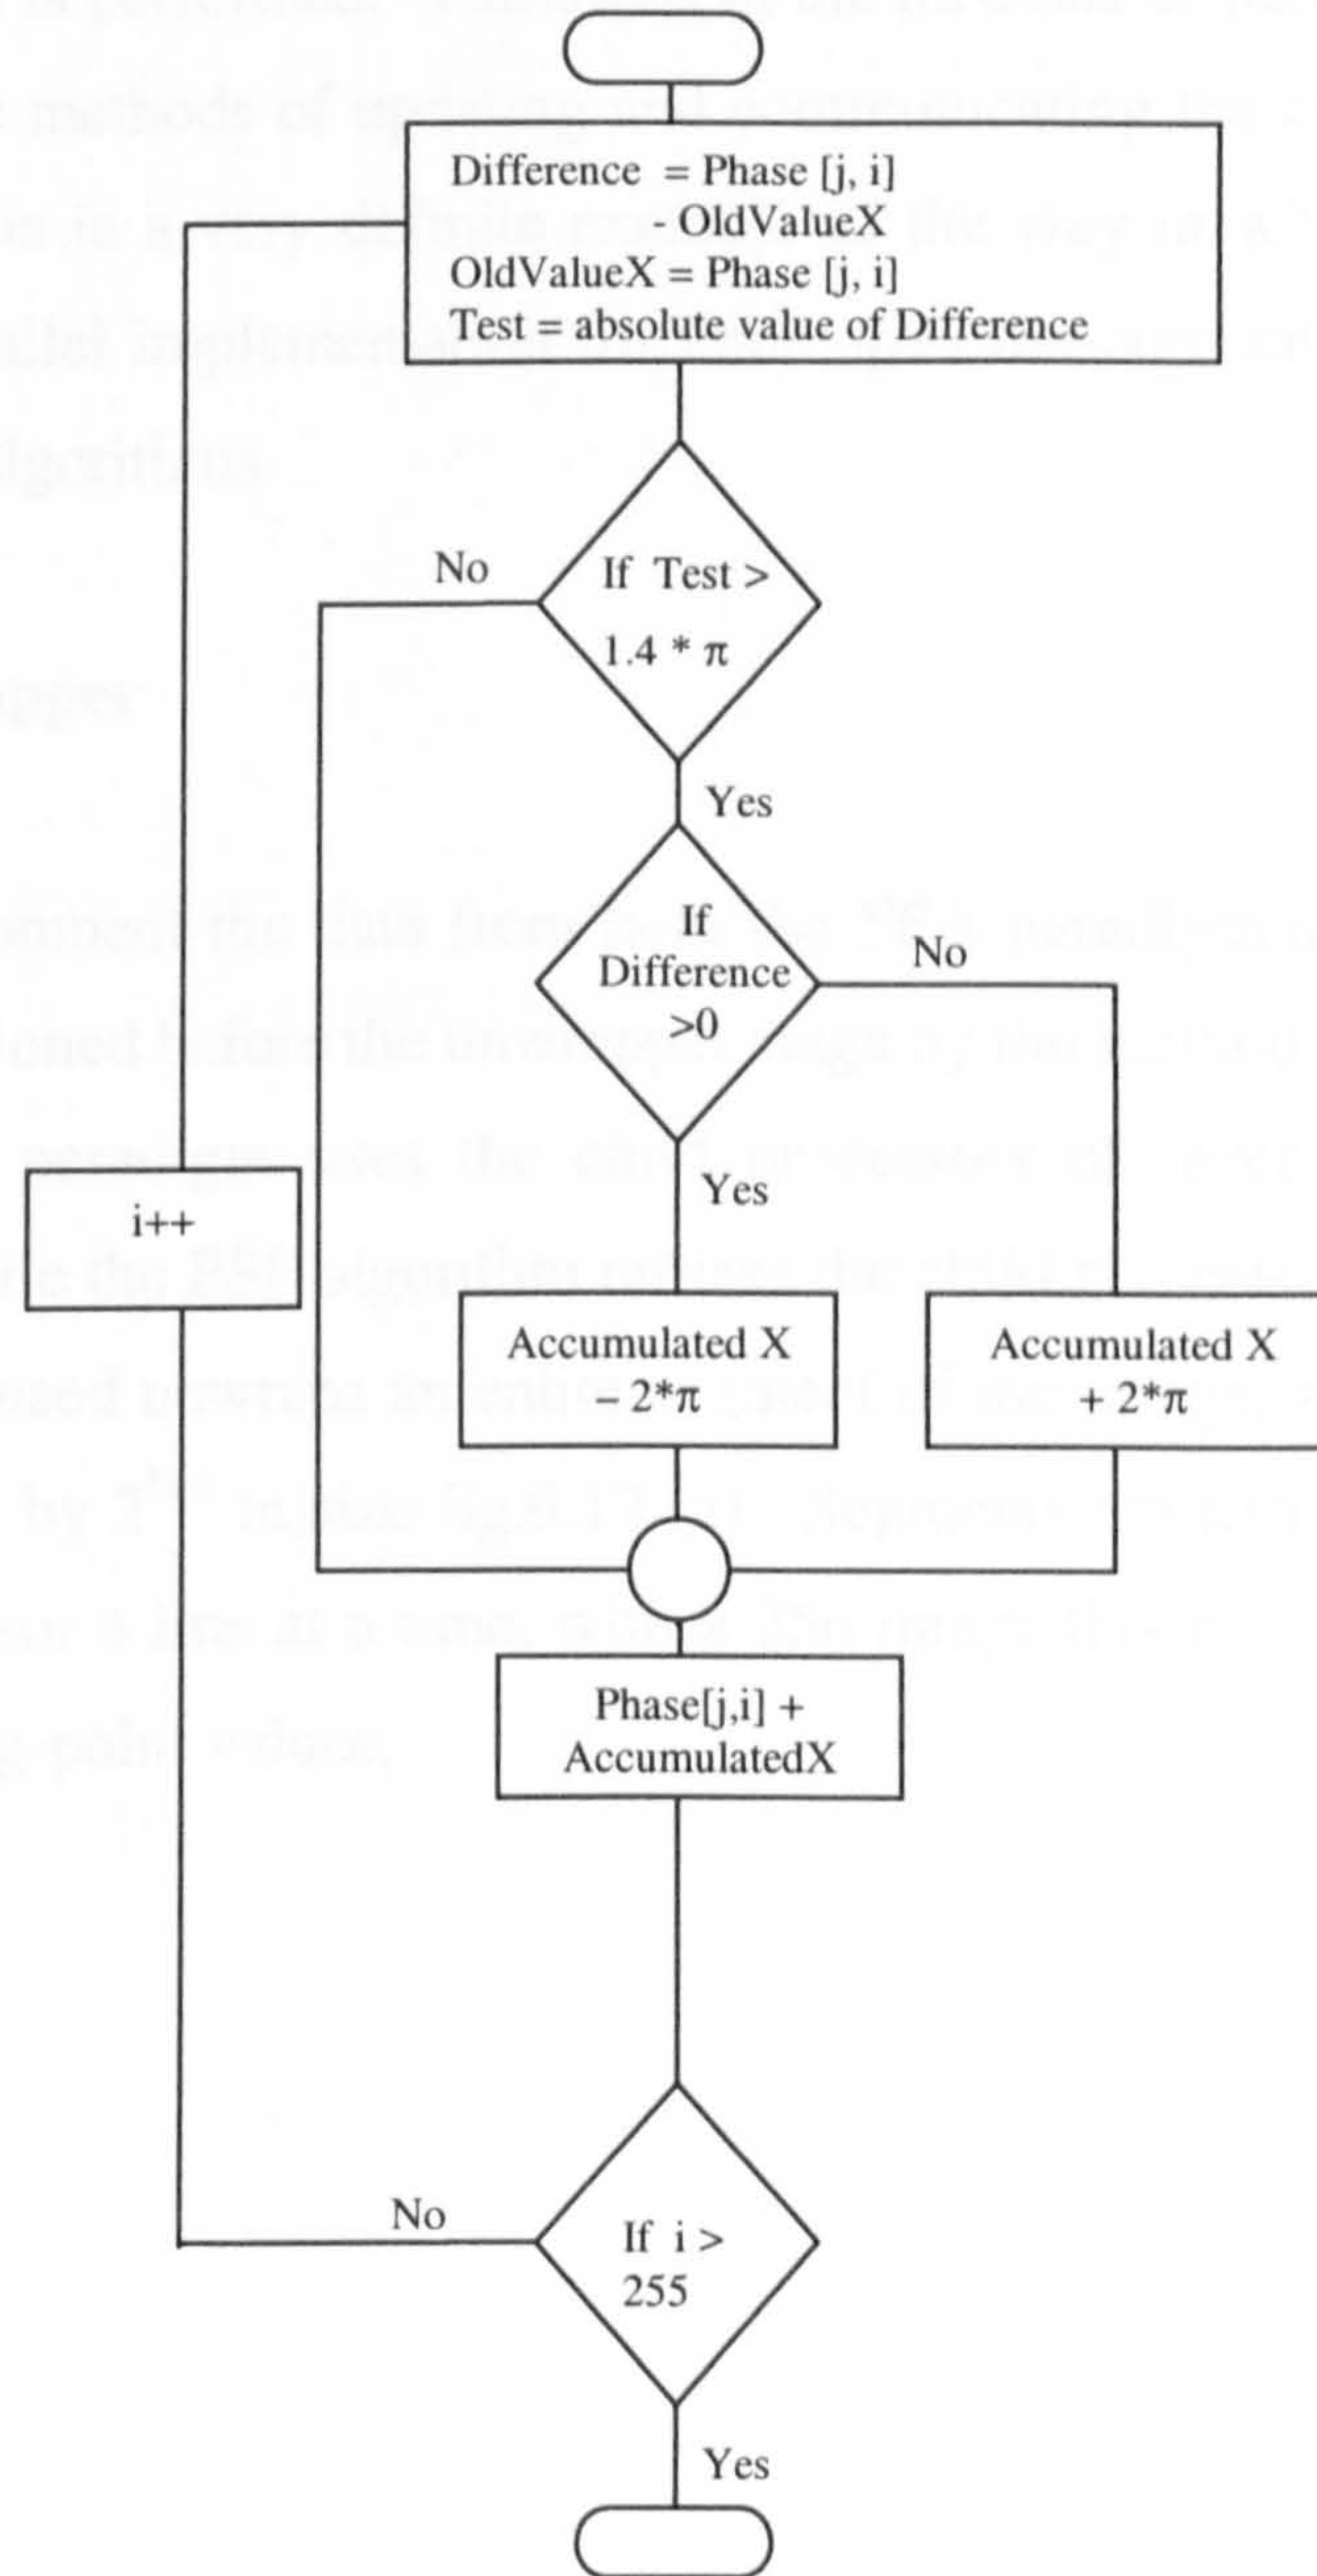 Difference = Phase [j, i]
- OldValueX
OldValueX = Phase [j, i]
Test = absolute value of Difference
No
If Test >
1.4 * π
Yes
If
Difference
>0
No
Yes
i++
Accumulated X
– 2*π
Accumulated X
+ 2*π
Phase[j,i] +
AccumulatedX
No
If i >
255
Yes